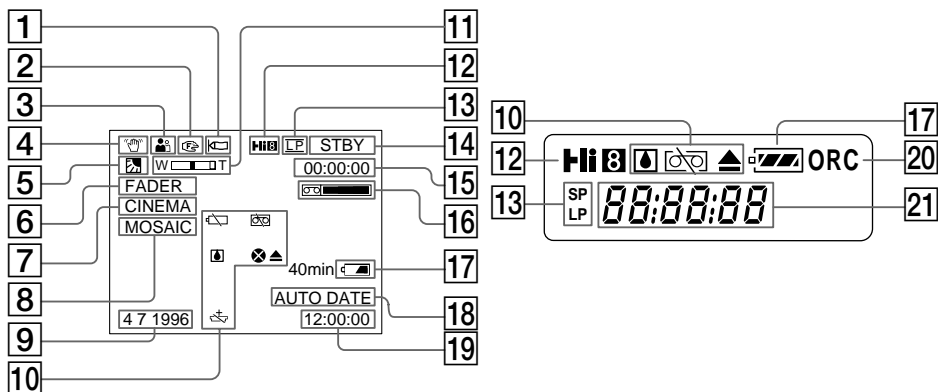 1
2
3
4
5
6
7
8
9
10
11
12
13
14
15
16
17
18
19
Hi8 LP STBY
W T
00:00:00
FADER
CINEMA
MOSAIC
40min
AUTO DATE
4 7 1996
12:00:00
10
17
12
Hi8
ORC
20
13
SP
LP
88:88:88
21